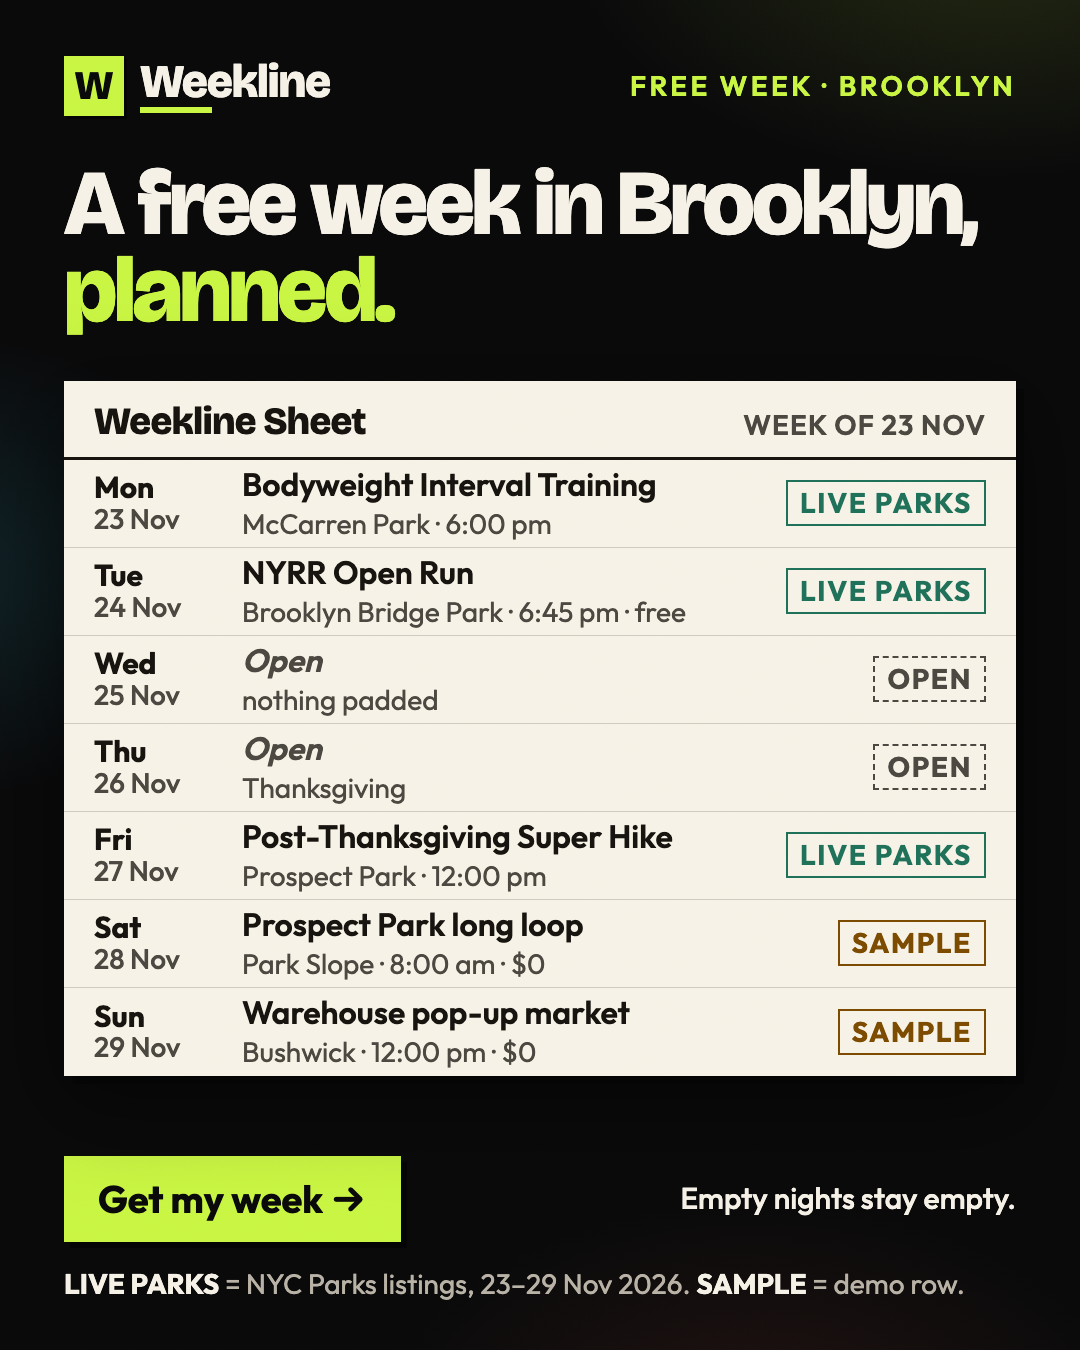 W Weekline
FREE WEEK · BROOKLYN
A free week in Brooklyn,
planned.
Weekline Sheet
WEEK OF 23 NOV
Mon
23 Nov
Bodyweight Interval Training
McCarren Park · 6:00 pm
LIVE PARKS
Tue
24 Nov
NYRR Open Run
Brooklyn Bridge Park · 6:45 pm · free
LIVE PARKS
Wed
25 Nov
Open
nothing padded
OPEN
Thu
26 Nov
Open
Thanksgiving
OPEN
Fri
27 Nov
Post-Thanksgiving Super Hike
Prospect Park · 12:00 pm
LIVE PARKS
Sat
28 Nov
Prospect Park long loop
Park Slope · 8:00 am · $0
SAMPLE
Sun
29 Nov
Warehouse pop-up market
Bushwick · 12:00 pm · $0
SAMPLE
Get my week →
Empty nights stay empty.
LIVE PARKS = NYC Parks listings, 23–29 Nov 2026. SAMPLE = demo row.